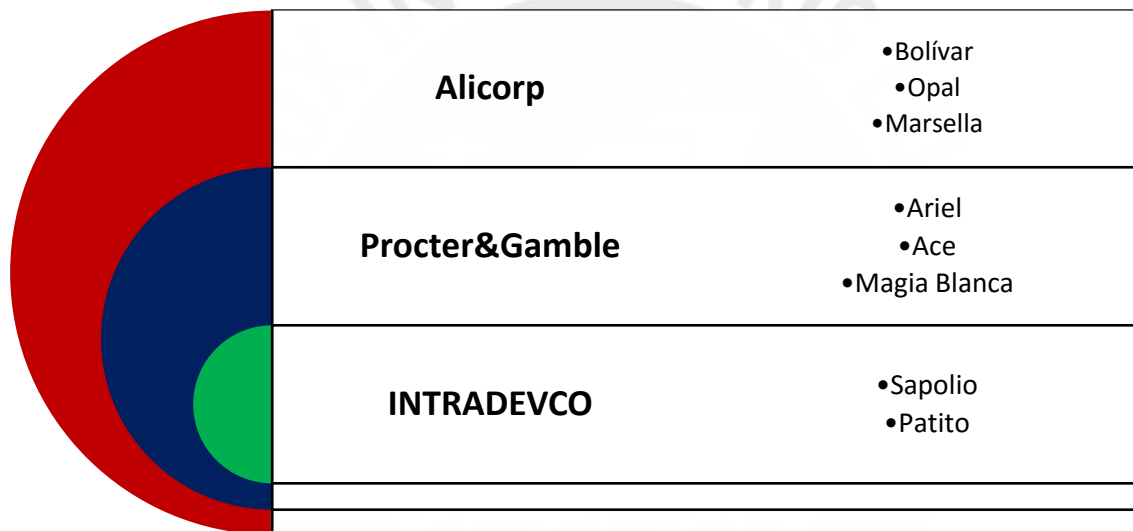 Alicorp
•Bolívar
•Opal
•Marsella
Procter&Gamble
•Ariel
•Ace
•Magia Blanca
INTRADEVCO
•Sapolio
•Patito